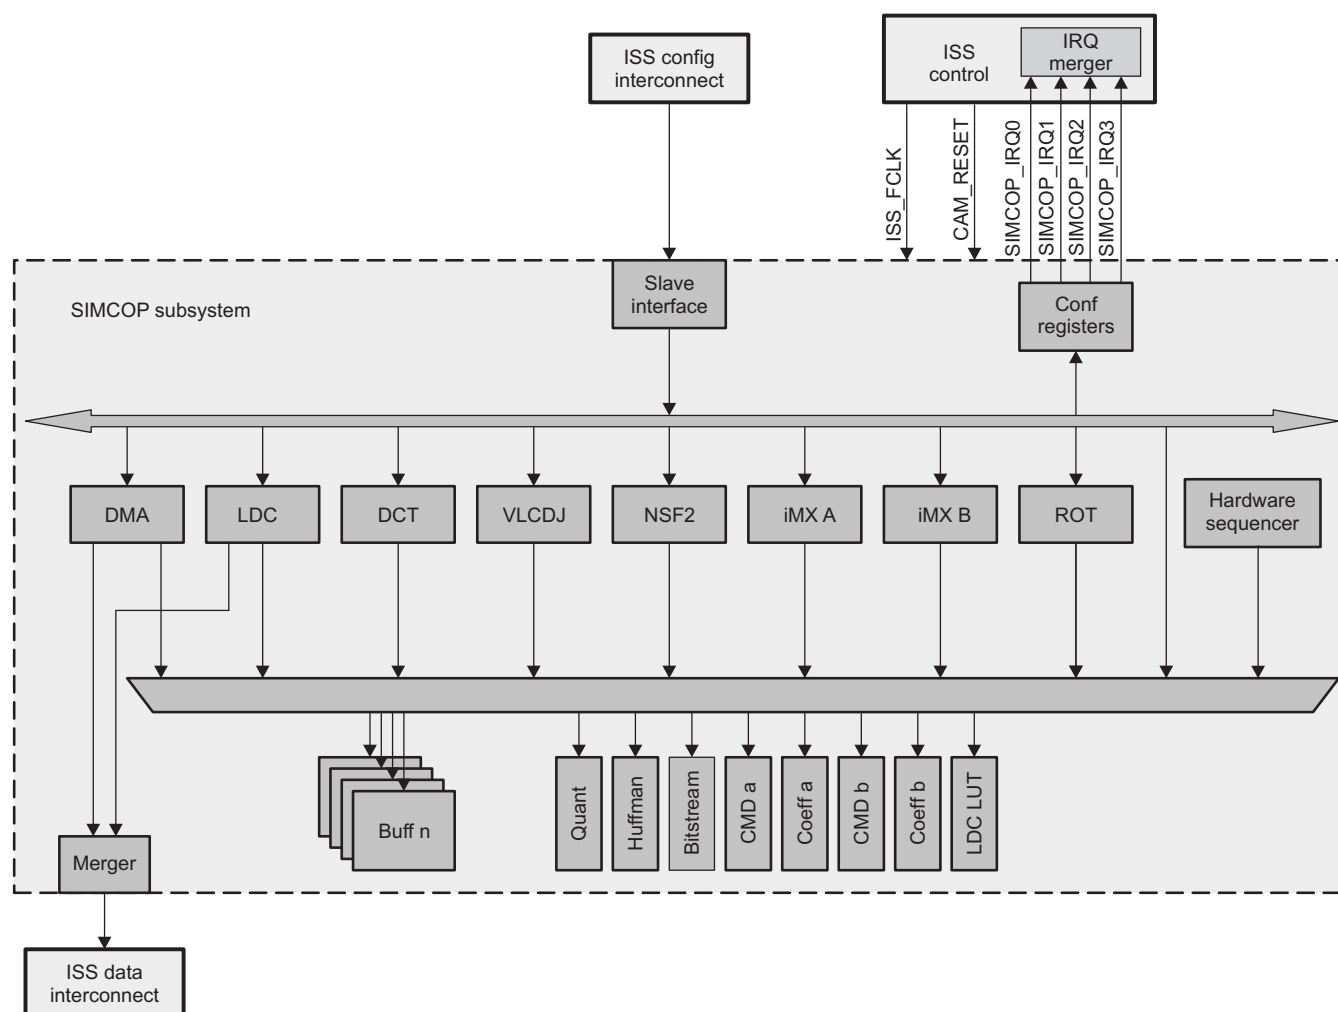 ISS config
interconnect
ISS
control
IRQ
merger
ISS_FCLK
CAM_RESET
SIMCOP_IRQ0
SIMCOP_IRQ1
SIMCOP_IRQ2
SIMCOP_IRQ3
SIMCOP subsystem
Slave
interface
Conf
registers
DMA
LDC
DCT
VLCDJ
NSF2
iMX A
iMX B
ROT
Hardware
sequencer
Buff n
Quant
Huffman
Bitstream
CMD a
Coeff a
CMD b
Coeff b
LDC LUT
Merger
ISS data
interconnect